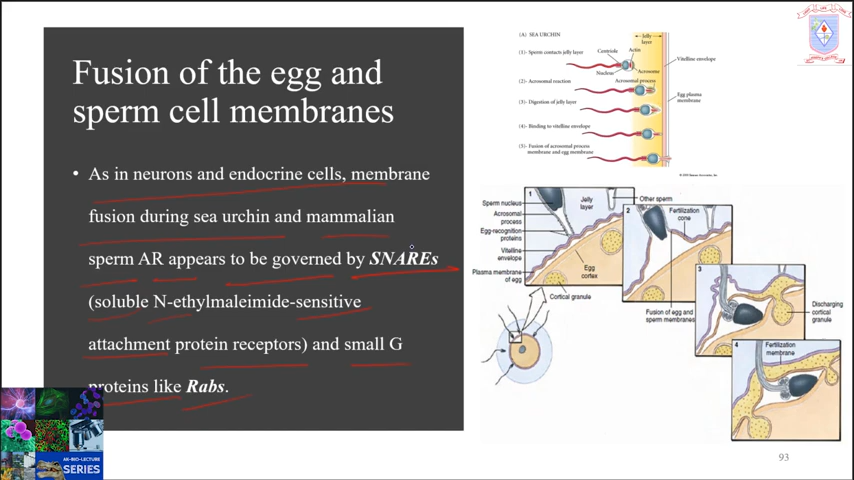 Fusion of the egg and
sperm cell membranes
• As in neurons and endocrine cells, membrane
fusion during sea urchin and mammalian
sperm AR appears to be governed by SNAREs
(soluble N-ethylmaleimide-sensitive
attachment protein receptors) and small G
proteins like Rabs.
AK-BIO-LECTURE
SERIES
(A) SEA URCHIN
Jelly
layer
(1) Sperm contacts jelly layer
Centriole
Actin
Nucleus
Acrosome
Vitelline envelope
(2) Acrosomal reaction
Acrosomal process
Egg plasma
membrane
(3) Digestion of jelly layer
(4) Binding to vitelline envelope
(5) Fusion of acrosomal process
membrane and egg membrane
1
Sperm nucleus
Acrosomal
process
Egg-recognition
proteins
Vitelline
envelope
Plasma membrane
of egg
Jelly
layer
Other sperm
Egg
cortex
Cortical granule
2
Fertilization
cone
Fusion of egg and
sperm membranes
3
Discharging
cortical
granule
4
Fertilization
membrane
93